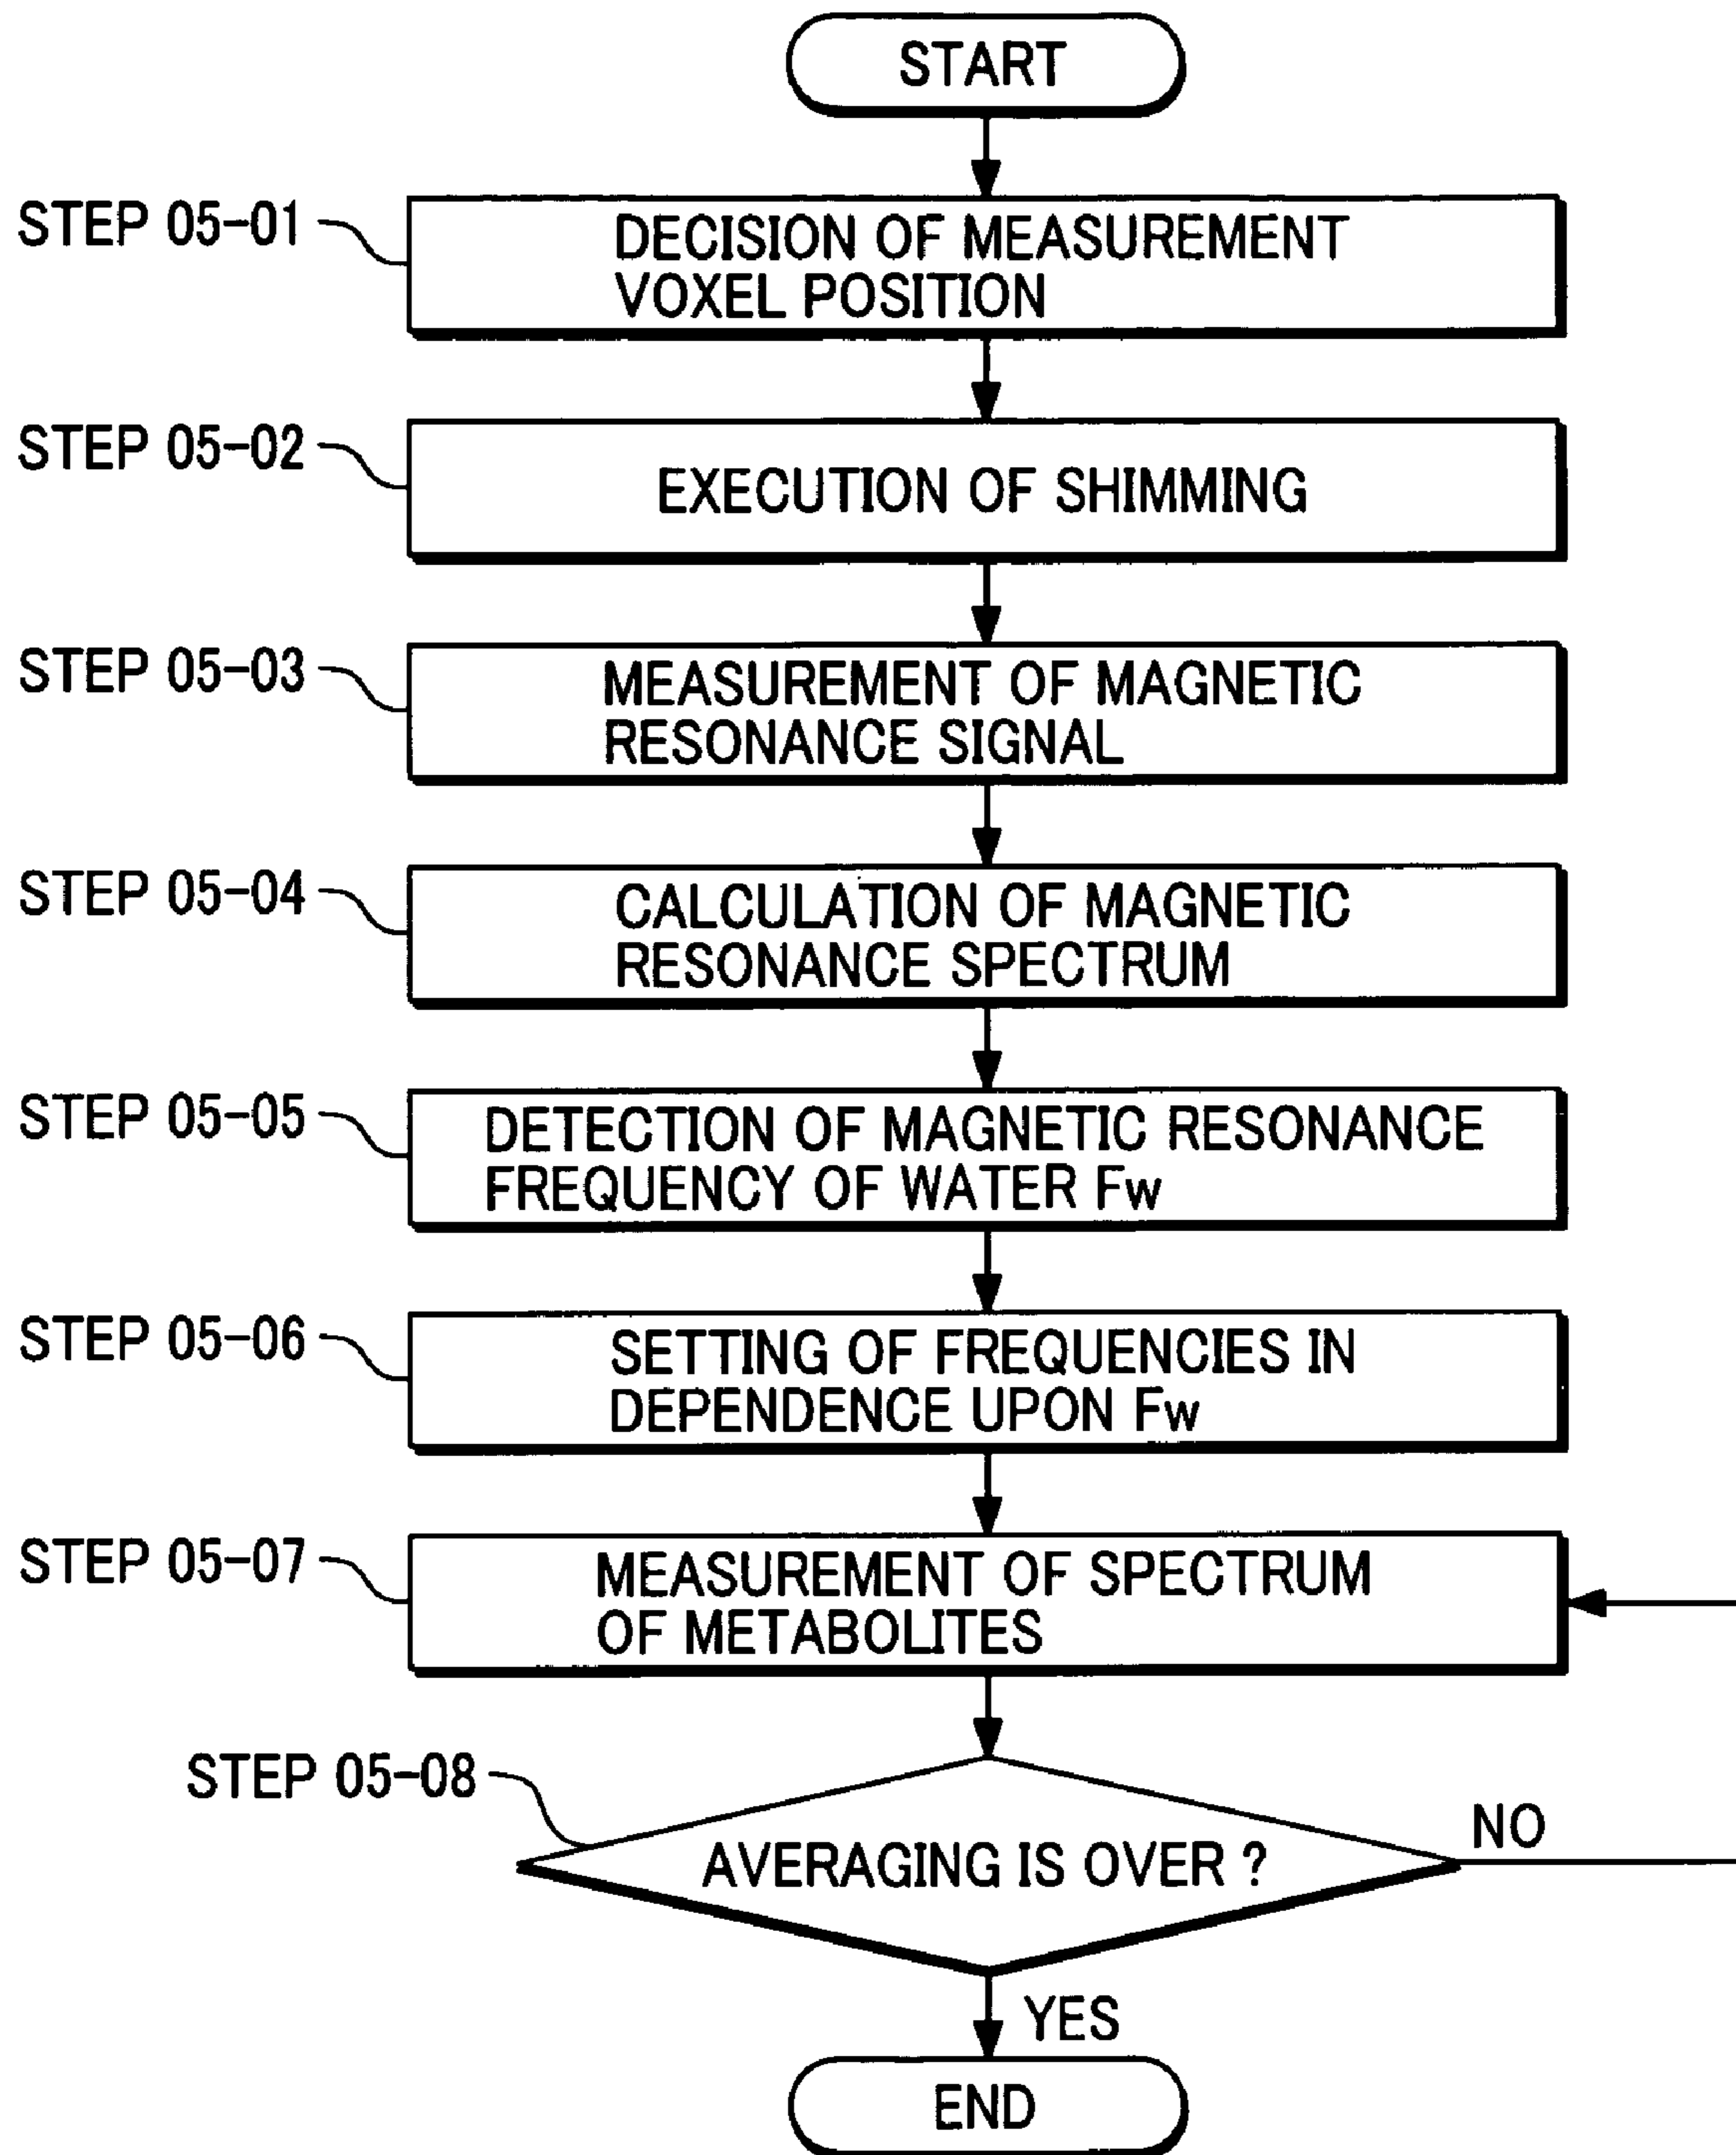 START
STEP 05-01
DECISION OF MEASUREMENT
VOXEL POSITION
STEP 05-02
EXECUTION OF SHIMMING
STEP 05-03
MEASUREMENT OF MAGNETIC
RESONANCE SIGNAL
STEP 05-04
CALCULATION OF MAGNETIC
RESONANCE SPECTRUM
STEP 05-05
DETECTION OF MAGNETIC RESONANCE
FREQUENCY OF WATER Fw
STEP 05-06
SETTING OF FREQUENCIES IN
DEPENDENCE UPON Fw
STEP 05-07
MEASUREMENT OF SPECTRUM
OF METABOLITES
STEP 05-08
AVERAGING IS OVER ?
NO
YES
END